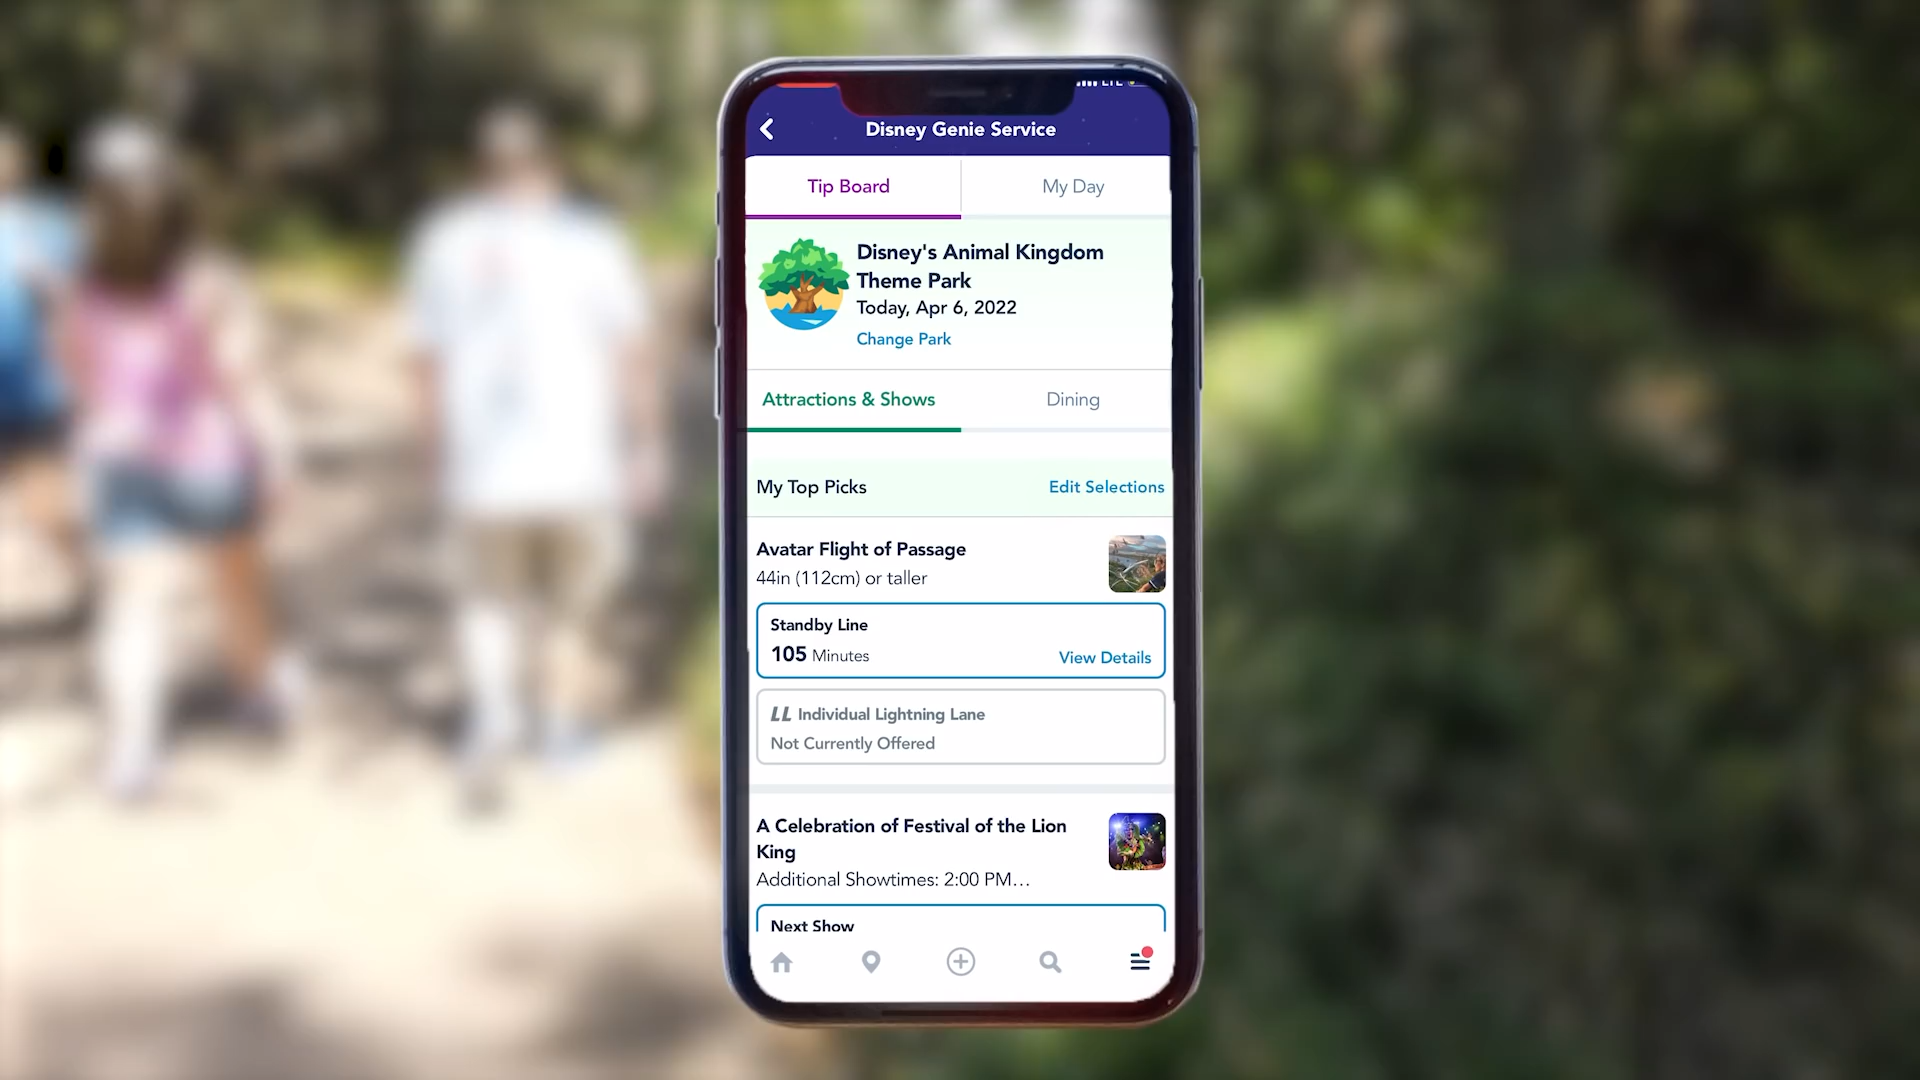 LTE
Disney Genie Service
Tip Board
My Day
Disney's Animal Kingdom
Theme Park
Today, Apr 6, 2022
Change Park
Attractions & Shows
Dining
My Top Picks
Edit Selections
Avatar Flight of Passage
44in (112cm) or taller
Standby Line
105 Minutes
View Details
LL Individual Lightning Lane
Not Currently Offered
A Celebration of Festival of the Lion
King
Additional Showtimes: 2:00 PM...
Next Show